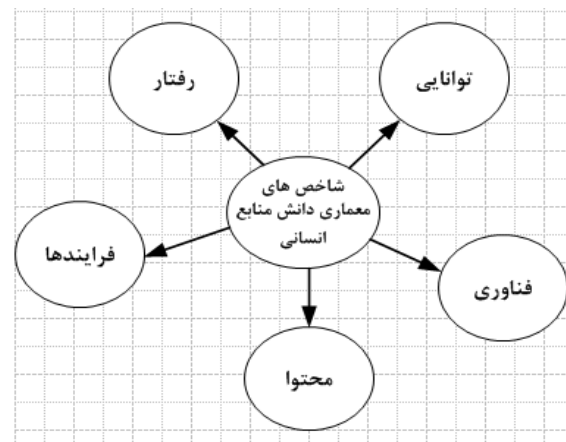 توانایی
رفتار
شاخص های
معماری دانش منابع
انسانی
فناوری
فرایندها
محتوا